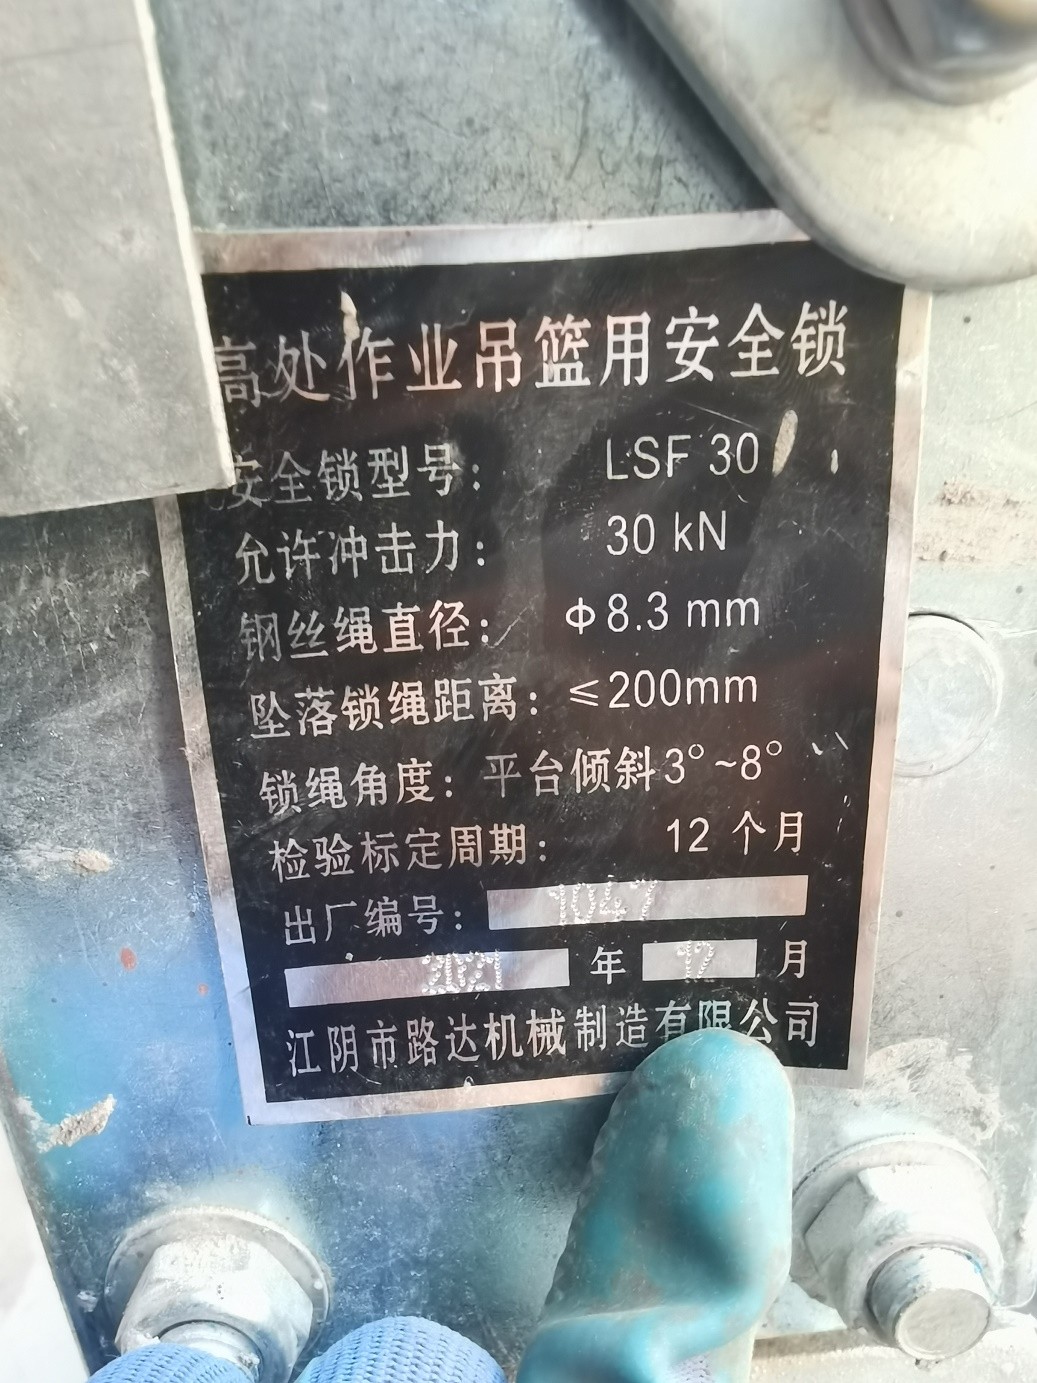 高处作业吊篮用安全锁
安全锁型号： LSF 30
允许冲击力： 30 kN
钢丝绳直径： Φ8.3 mm
坠落锁绳距离：≤200mm
锁绳角度：平台倾斜3°~8°
检验标定周期： 12 个月
出厂编号： 1047
2021 年 12 月
江阴市路达机械制造有限公司